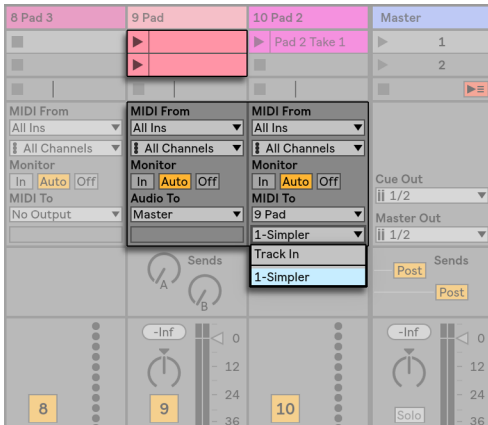 8 Pad 3
9 Pad
10 Pad 2
Master
Pad 2 Take 1
1
2
MIDI From
MIDI From
MIDI From
All Ins
All Ins
All Ins
All Channels
All Channels
All Channels
Monitor
Monitor
Monitor
In Auto Off
In Auto Off
In Auto Off
Cue Out
MIDI To
Audio To
MIDI To
1/2
No Output
Master
9 Pad
Master Out
1-Simpler
1/2
Track In
1-Simpler
Sends
A
B
Sends
Post
Post
-Inf
-Inf
0
0
12
12
24
24
8
9
10
Solo
36
36